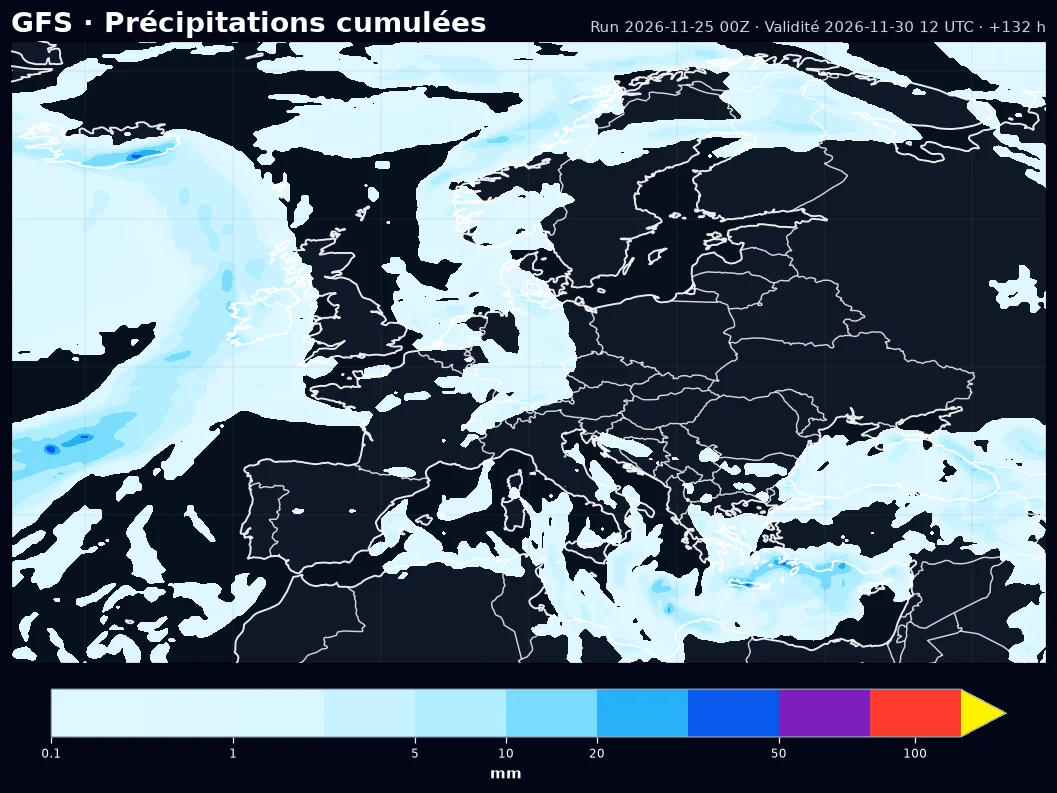 GFS · Précipitations cumulées
Run 2026-11-25 00Z · Validité 2026-11-30 12 UTC · +132 h
0.1 1 5 10 20 50 100
mm